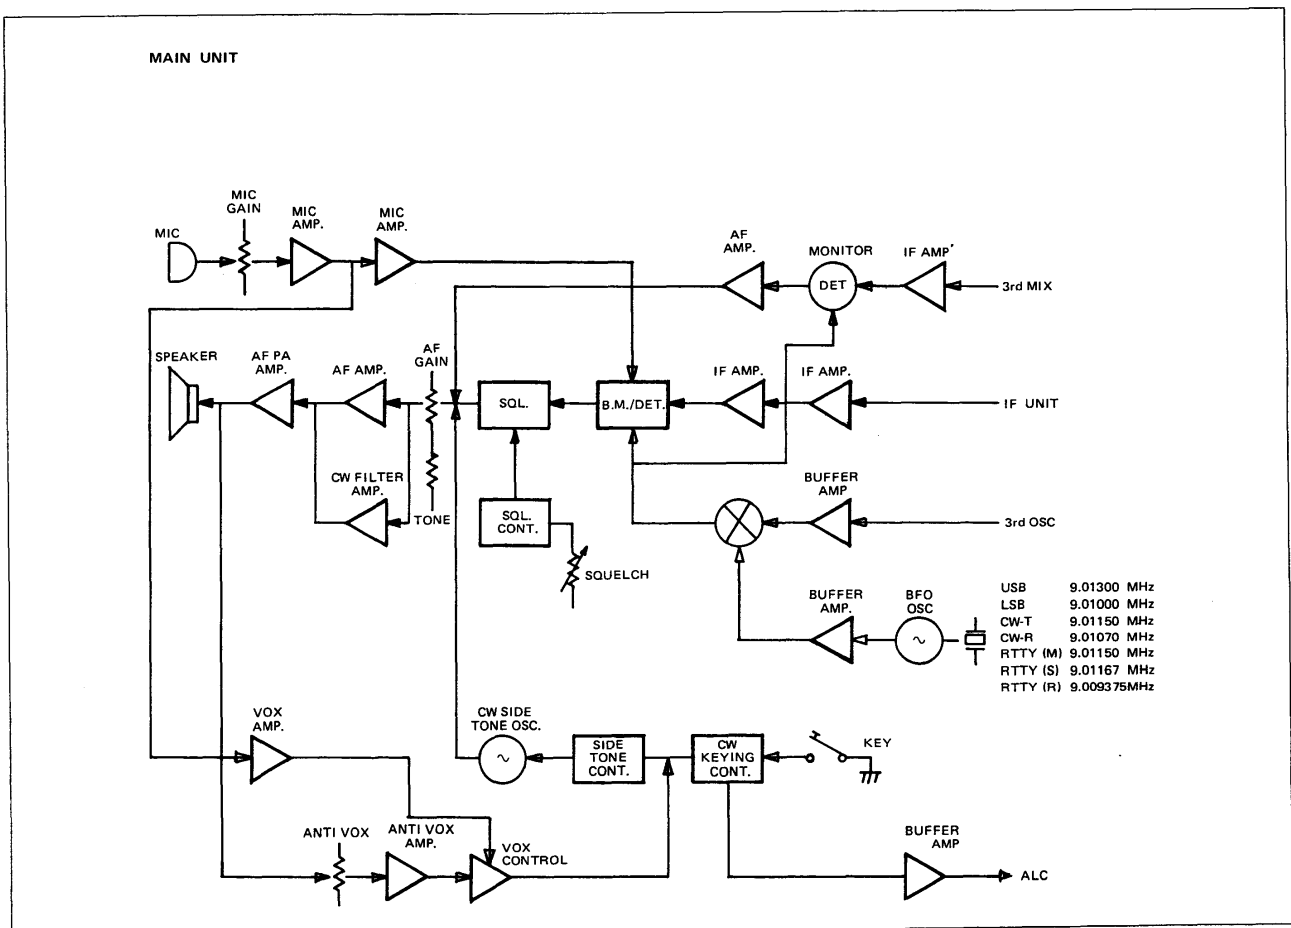 MAIN UNIT
MIC
GAIN
MIC
MIC
AMP.
MIC
AMP.
AF
AMP.
MONITOR
DET
IF AMP'
3rd MIX
SPEAKER
AF PA
AMP.
AF AMP.
AF
GAIN
SQL.
B.M./DET.
IF AMP.
IF AMP.
IF UNIT
CW FILTER
AMP.
TONE
SQL.
CONT.
SQUELCH
BUFFER
AMP
3rd OSC
BUFFER
AMP.
BFO
OSC
~
USB 9.01300 MHz
LSB 9.01000 MHz
CW-T 9.01150 MHz
CW-R 9.01070 MHz
RTTY (M) 9.01150 MHz
RTTY (S) 9.01167 MHz
RTTY (R) 9.009375MHz
VOX
AMP.
CW SIDE
TONE OSC.
~
SIDE
TONE
CONT.
CW
KEYING
CONT.
KEY
ANTI VOX
ANTI VOX
AMP.
VOX
CONTROL
BUFFER
AMP
ALC